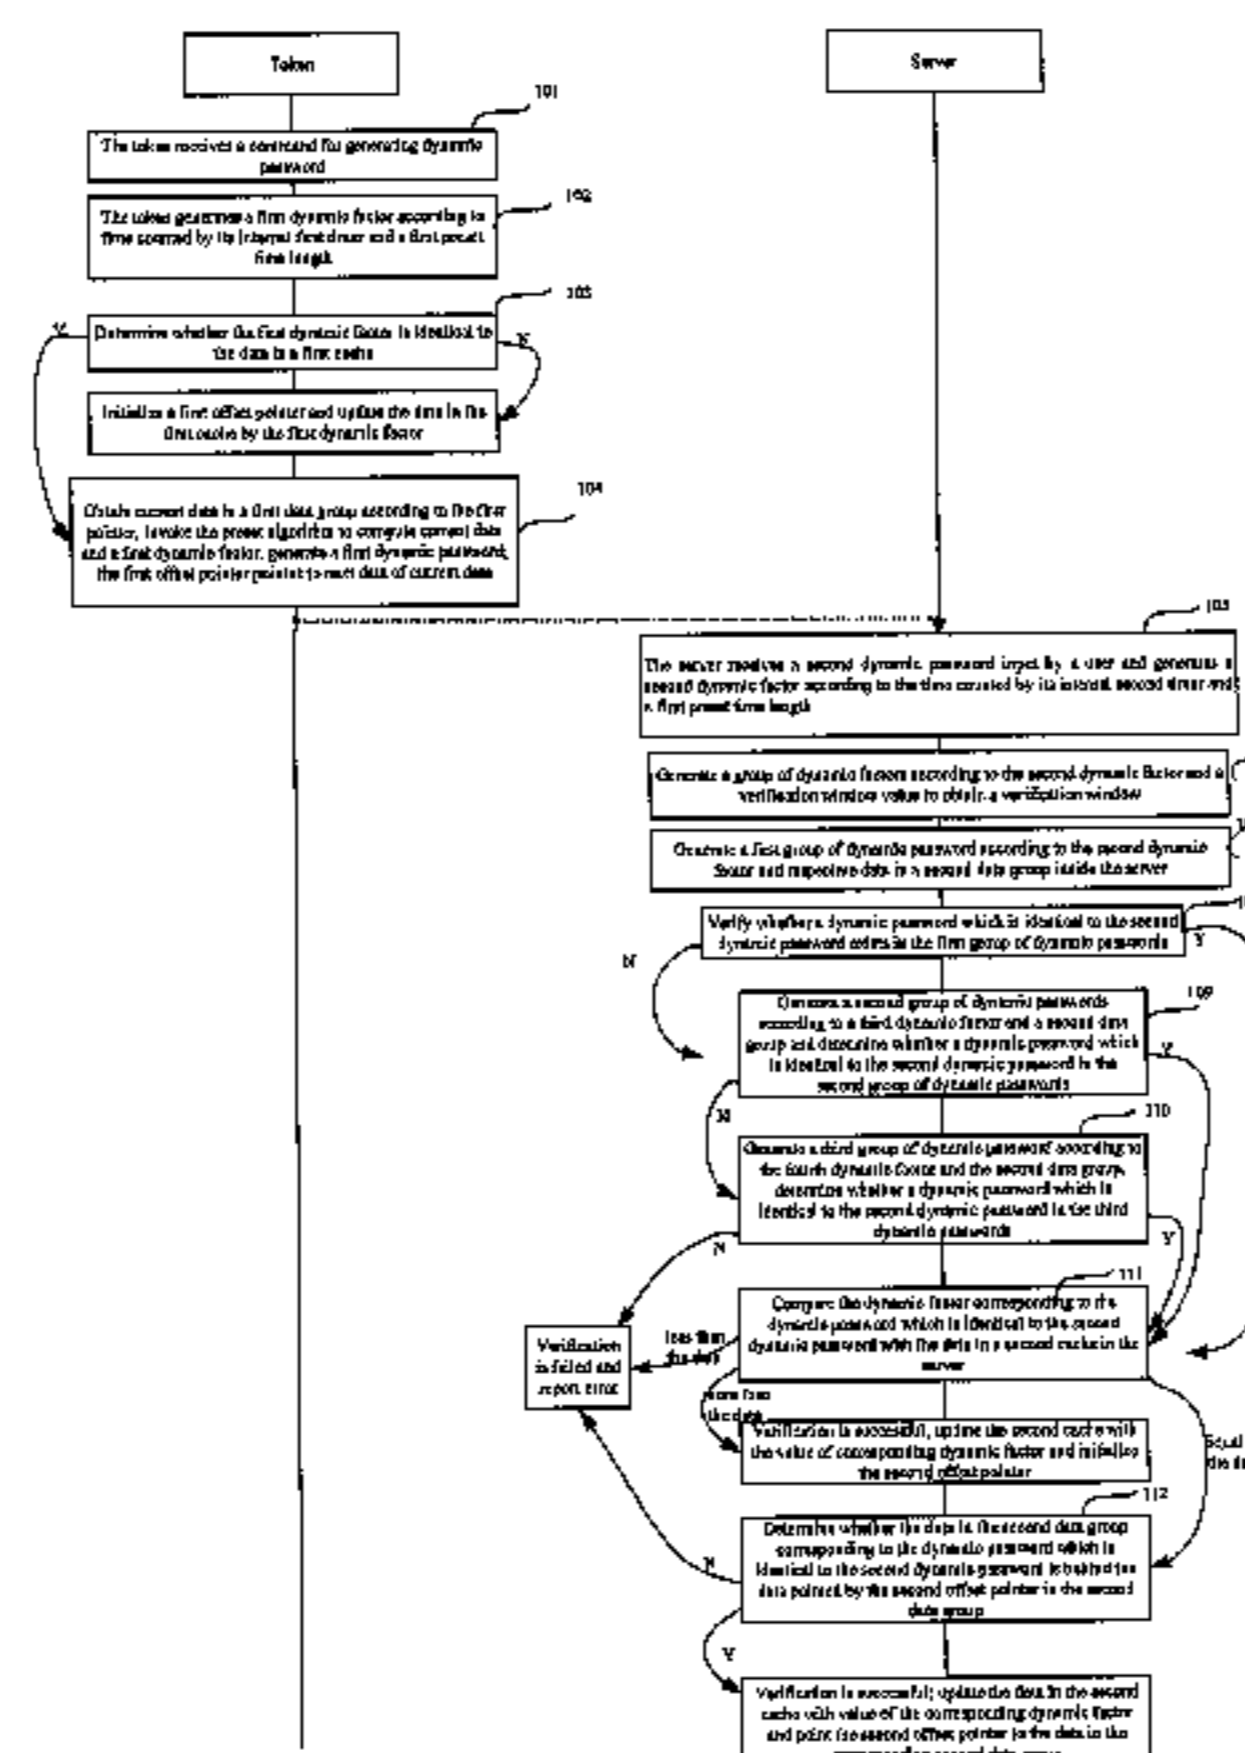 Token
Server
101
The token receives a command for generating dynamic
password
102
The token generates a first dynamic factor according to
time counted by its internal first timer and a first preset
time length
103
Y
Determine whether the first dynamic factor is identical to
the data in a first cache
N
Initialize a first offset pointer and update the data in the
first cache by the first dynamic factor
104
Obtain current data in a first data group according to the first
pointer, invoke the preset algorithm to compute current data
and a first dynamic factor, generate a first dynamic password,
the first offset pointer points to next data of current data
105
The server receives a second dynamic password input by a user and generates a
second dynamic factor according to the time counted by its internal second timer and
a first preset time length
Generate a group of dynamic factors according to the second dynamic factor and a
verification window value to obtain a verification window
Generate a first group of dynamic password according to the second dynamic
factor and respective data in a second data group inside the server
Verify whether a dynamic password which is identical to the second
dynamic password exists in the first group of dynamic passwords
Y
N
109
Generate a second group of dynamic passwords
according to a third dynamic factor and a second data
group and determine whether a dynamic password which
is identical to the second dynamic password in the
second group of dynamic passwords
Y
N
110
Generate a third group of dynamic password according to
the fourth dynamic factor and the second data group,
determine whether a dynamic password which is
identical to the second dynamic password in the third
dynamic passwords
N
Y
111
Compare the dynamic factor corresponding to the
dynamic password which is identical to the second
dynamic password with the data in a second cache in the
server
less than
the data
Verification
is failed and
report error
more than
the data
Verification is successful, update the second cache with
the value of corresponding dynamic factor and initialize
the second offset pointer
Equal
112
Determine whether the data in the second data group
corresponding to the dynamic password which is
identical to the second dynamic password is behind the
data pointed by the second offset pointer in the second
data group
N
Y
Verification is successful; update the data in the second
cache with value of the corresponding dynamic factor
and point the second offset pointer to the data in the